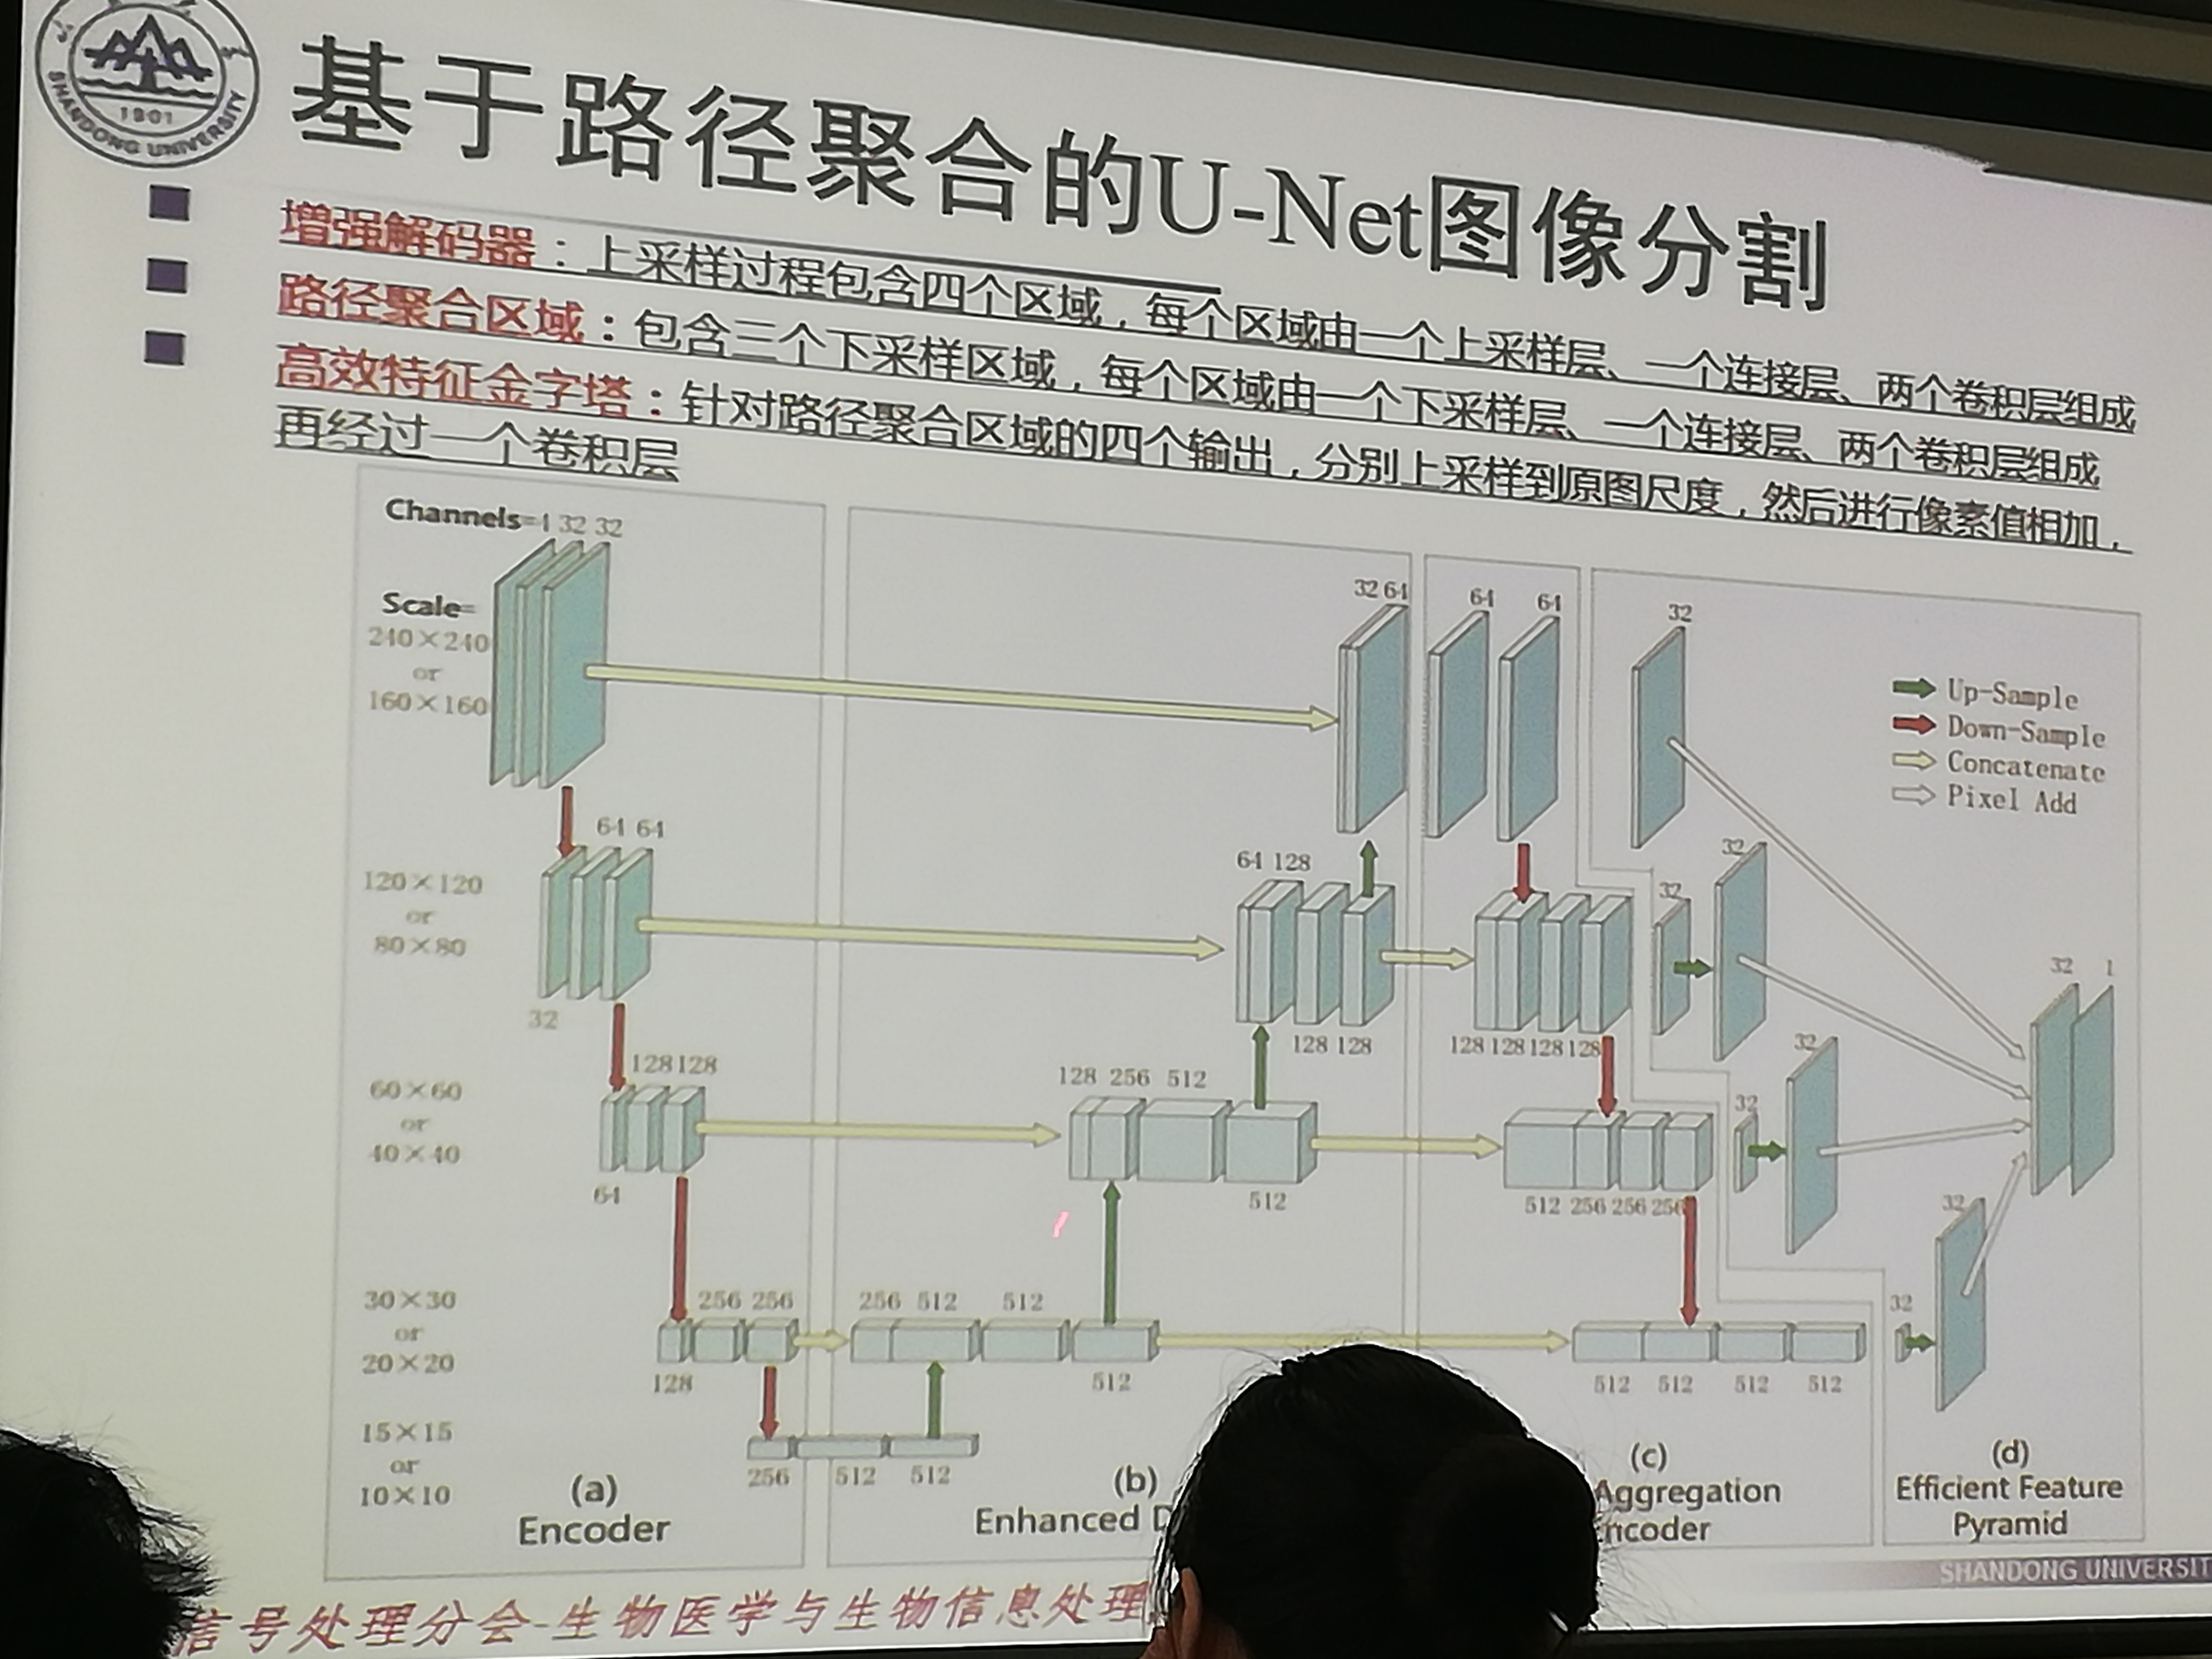 SHANDONG UNIVERSITY
1901
基于路径聚合的U-Net图像分割
增强解码器：上采样过程包含四个区域，每个区域由一个上采样层、一个连接层、两个卷积层组成
路径聚合区域：包含三个下采样区域，每个区域由一个下采样层、一个连接层、两个卷积层组成
高效特征金字塔：针对路径聚合区域的四个输出，分别上采样到原图尺度，然后进行像素值相加，
再经过一个卷积层
Channels=4 32 32
Scale=
240×240
or
160×160
32 64
64
64
32
Up-Sample
Down-Sample
Concatenate
Pixel Add
64 64
120×120
or
80×80
32
64 128
128 128
128 128 128 128
32
32
32 1
128 128
60×60
or
40×40
64
128 256 512
512
512 256 256 256
32
32
30×30
or
20×20
256 256
128
256 512 512
512
512 512 512 512
32
32
15×15
or
10×10
256 512 512
(a)
Encoder
(b)
Enhanced D
(c)
Aggregation
ncoder
(d)
Efficient Feature
Pyramid
SHANDONG UNIVERSIT
信号处理分会-生物医学与生物信息处理